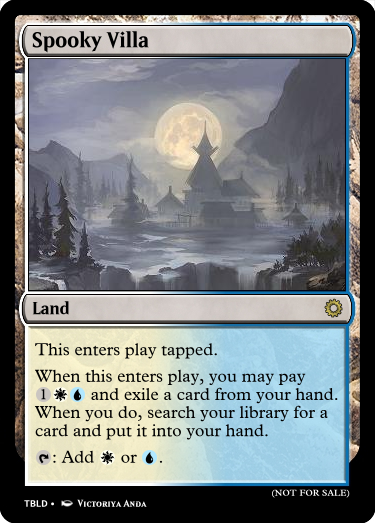 Spooky Villa
Land
This enters play tapped.
When this enters play, you may pay
1 and exile a card from your hand.
When you do, search your library for a
card and put it into your hand.
: Add or .
(NOT FOR SALE)
TBLD • Victoriya Anda